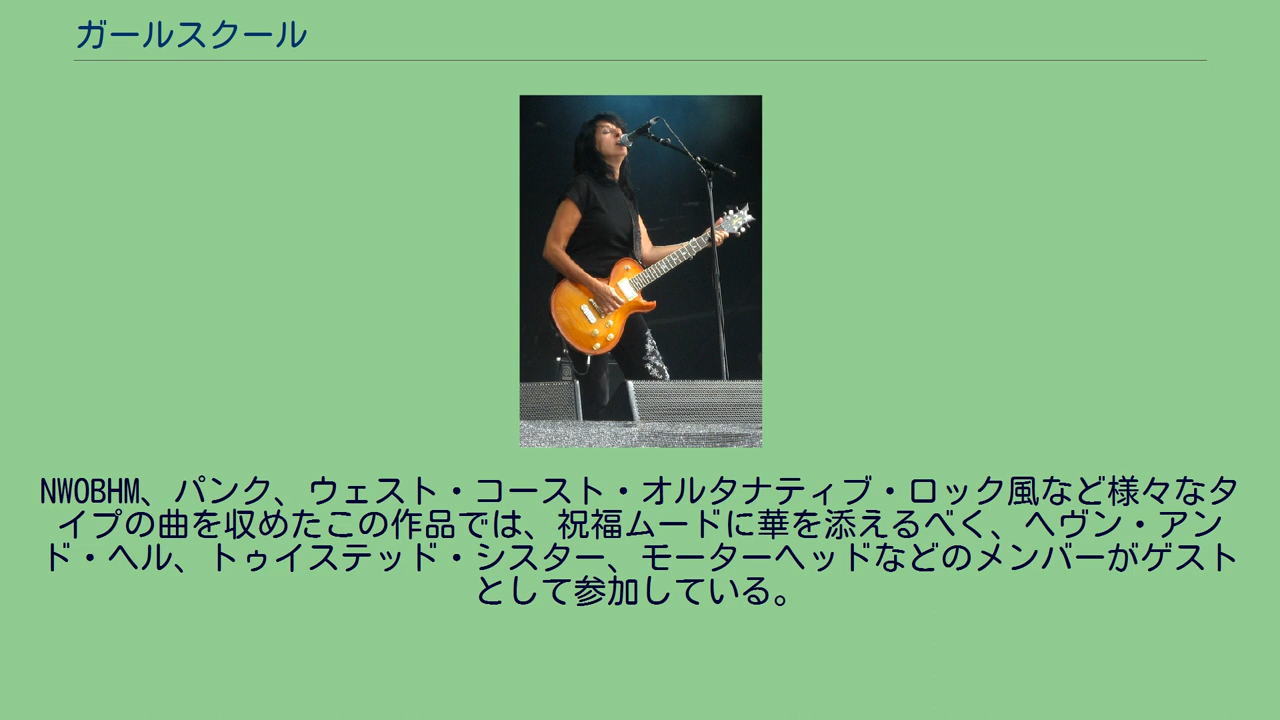 ガールスクール
NWOBHM、パンク、ウェスト・コースト・オルタナティブ・ロック風など様々なタ
イプの曲を収めたこの作品では、祝福ムードに華を添えるべく、ヘヴン・アン
ド・ヘル、トゥイステッド・シスター、モーターヘッドなどのメンバーがゲスト
として参加している。